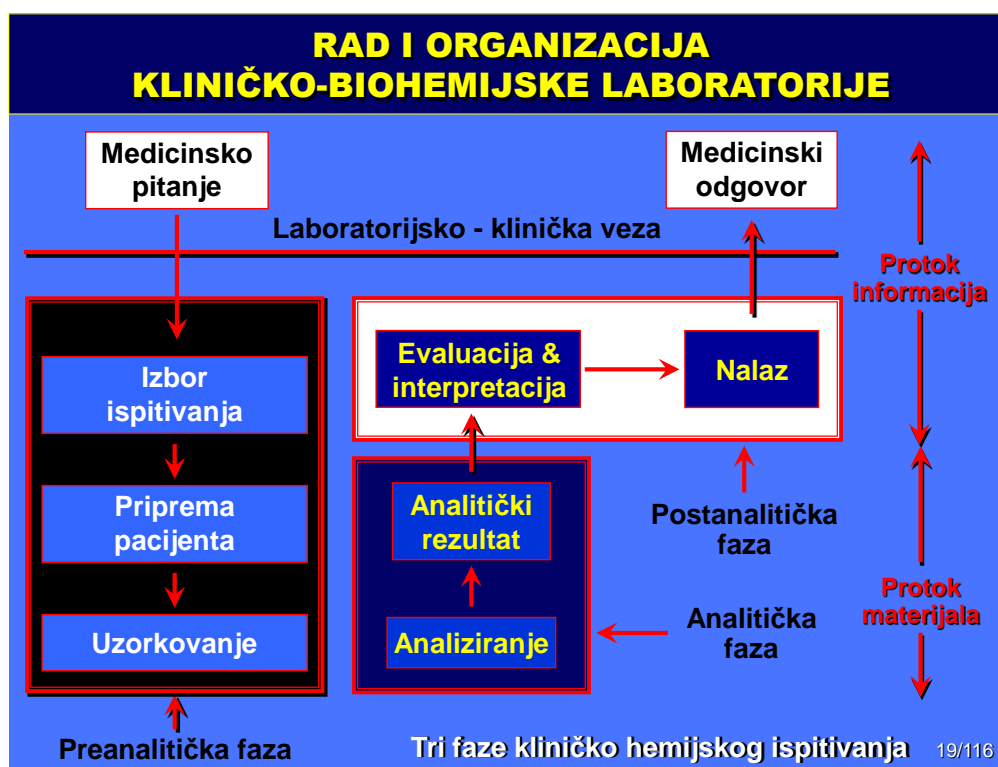 RAD I ORGANIZACIJA
KLINIČKO-BIOHEMIJSKE LABORATORIJE
Medicinsko
pitanje
Medicinski
odgovor
Laboratorijsko - klinička veza
Protok
informacija
Izbor
ispitivanja
Priprema
pacijenta
Uzorkovanje
Evaluacija &
interpretacija
Nalaz
Analitički
rezultat
Analiziranje
Postanalitička
faza
Analitička
faza
Protok
materijala
Preanalitička faza
Tri faze kliničko hemijskog ispitivanja
19/116